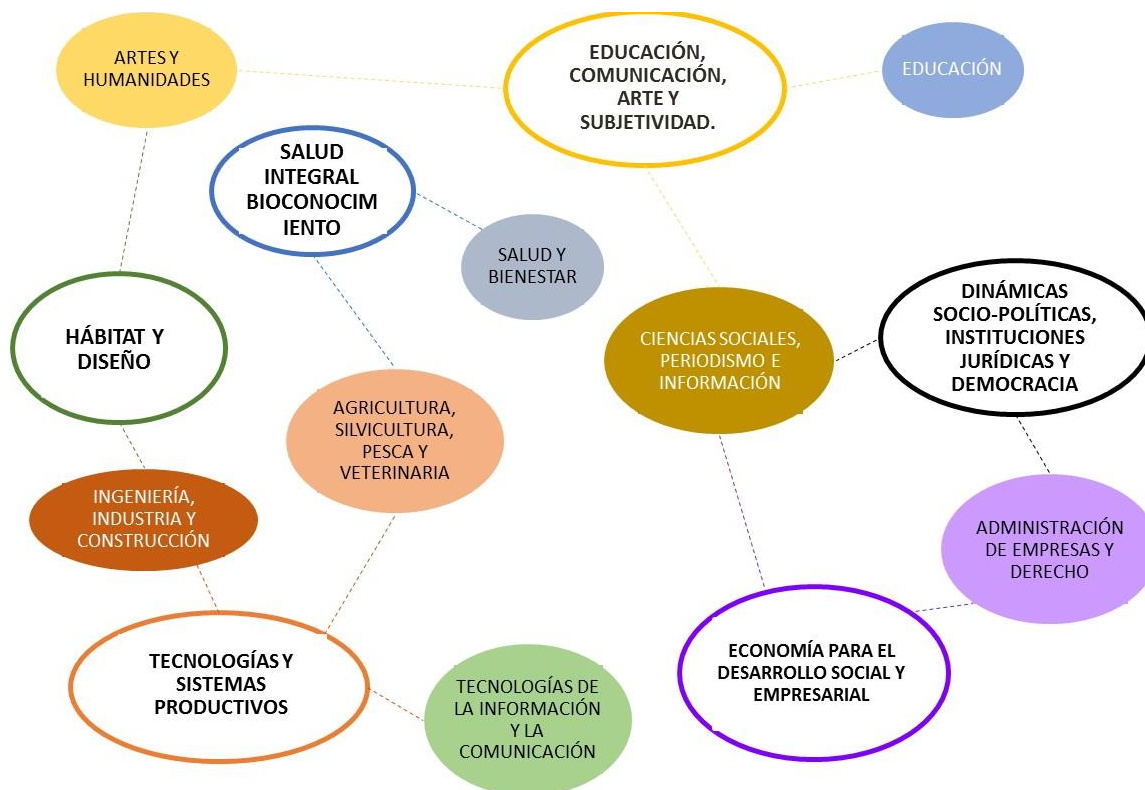 ARTES Y
HUMANIDADES
EDUCACIÓN,
COMUNICACIÓN,
ARTE Y
SUBJETIVIDAD.
EDUCACIÓN
SALUD
INTEGRAL
BIOCONOCIM
IENTO
SALUD Y
BIENESTAR
HÁBITAT Y
DISEÑO
CIENCIAS SOCIALES,
PERIODISMO E
INFORMACIÓN
DINÁMICAS
SOCIO-POLÍTICAS,
INSTITUCIONES
JURÍDICAS Y
DEMOCRACIA
AGRICULTURA,
SILVICULTURA,
PESCA Y
VETERINARIA
INGENIERÍA,
INDUSTRIA Y
CONSTRUCCIÓN
ADMINISTRACIÓN
DE EMPRESAS Y
DERECHO
TECNOLOGÍAS Y
SISTEMAS
PRODUCTIVOS
TECNOLOGÍAS DE
LA INFORMACIÓN
Y LA
COMUNICACIÓN
ECONOMÍA PARA EL
DESARROLLO SOCIAL Y
EMPRESARIAL